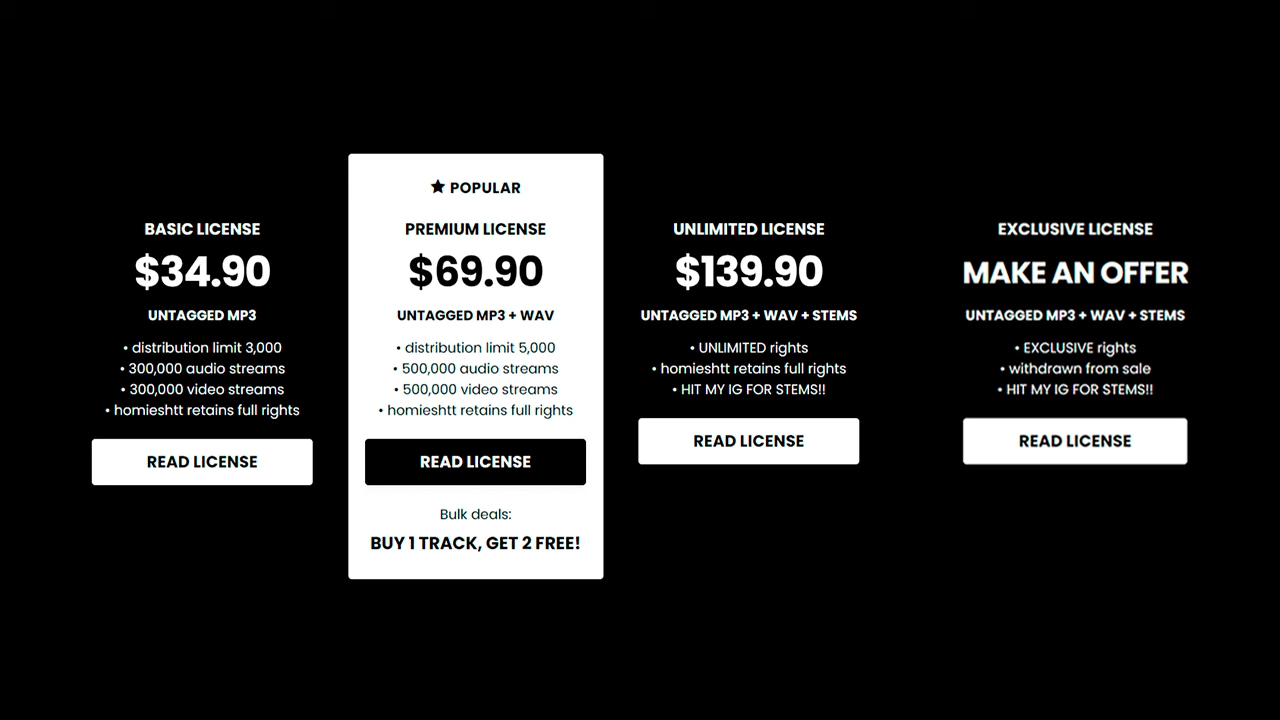 BASIC LICENSE
$34.90
UNTAGGED MP3
• distribution limit 3,000
• 300,000 audio streams
• 300,000 video streams
• homieshtt retains full rights
READ LICENSE
★ POPULAR
PREMIUM LICENSE
$69.90
UNTAGGED MP3 + WAV
• distribution limit 5,000
• 500,000 audio streams
• 500,000 video streams
• homieshtt retains full rights
READ LICENSE
Bulk deals:
BUY 1 TRACK, GET 2 FREE!
UNLIMITED LICENSE
$139.90
UNTAGGED MP3 + WAV + STEMS
• UNLIMITED rights
• homieshtt retains full rights
• HIT MY IG FOR STEMS!!
READ LICENSE
EXCLUSIVE LICENSE
MAKE AN OFFER
UNTAGGED MP3 + WAV + STEMS
• EXCLUSIVE rights
• withdrawn from sale
• HIT MY IG FOR STEMS!!
READ LICENSE